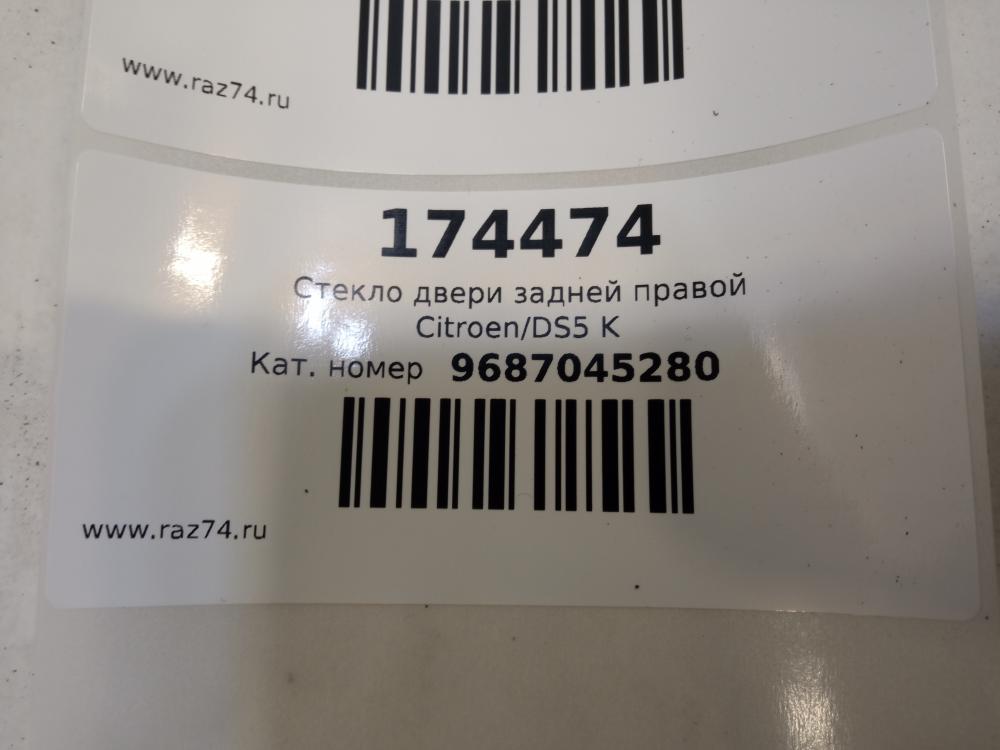 www.raz74.ru
174474
Стекло двери задней правой
Citroen/DS5 K
Кат. номер 9687045280
www.raz74.ru